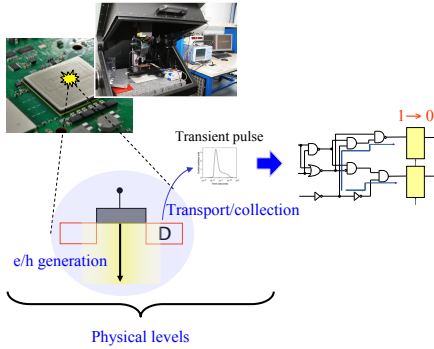 1→ 0
Transient pulse
Transport/collection
D
e/h generation
Physical levels